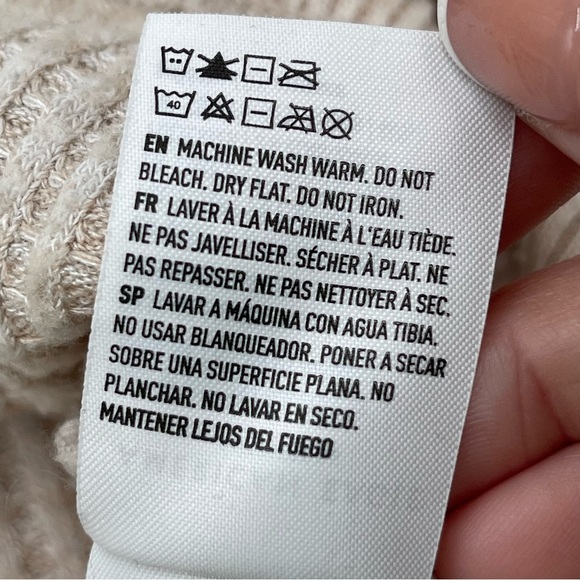 40
EN MACHINE WASH WARM. DO NOT
BLEACH. DRY FLAT. DO NOT IRON.
FR LAVER À LA MACHINE À L'EAU TIÈDE.
NE PAS JAVELLISER. SÉCHER À PLAT. NE
PAS REPASSER. NE PAS NETTOYER À SEC.
SP LAVAR A MÁQUINA CON AGUA TIBIA.
NO USAR BLANQUEADOR. PONER A SECAR
SOBRE UNA SUPERFICIE PLANA. NO
PLANCHAR. NO LAVAR EN SECO.
MANTENER LEJOS DEL FUEGO